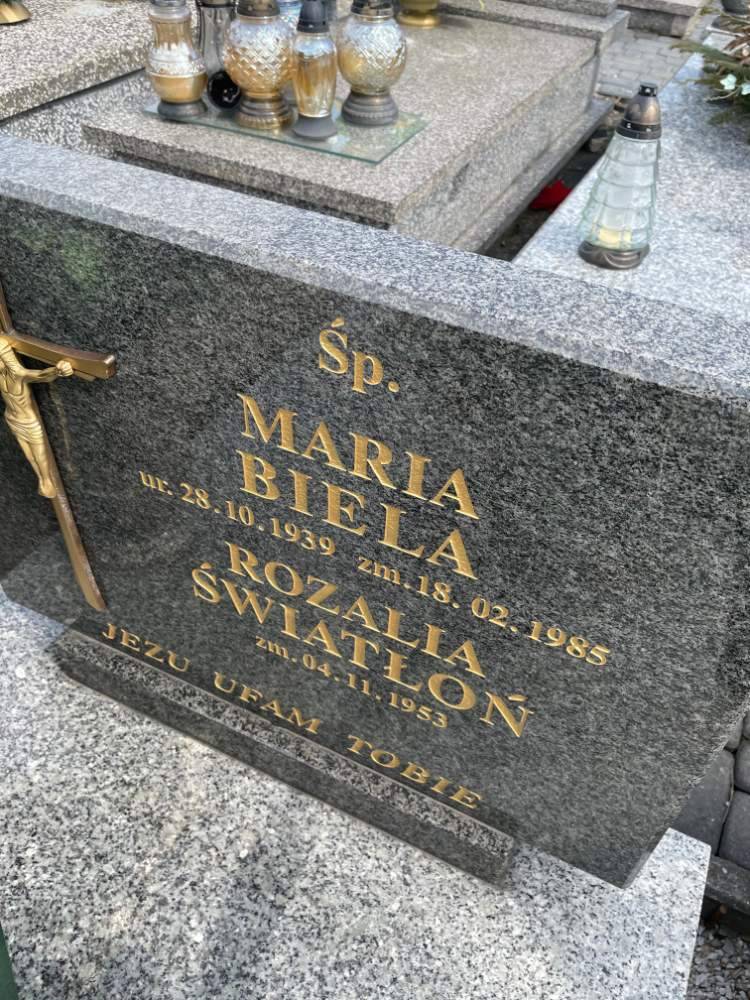 Śp.
MARIA
BIELA
ur. 28.10.1939 zm. 18.02.1985
ROZALIA
ŚWIATŁOŃ
zm. 04.11.1953
JEZU UFAM TOBIE